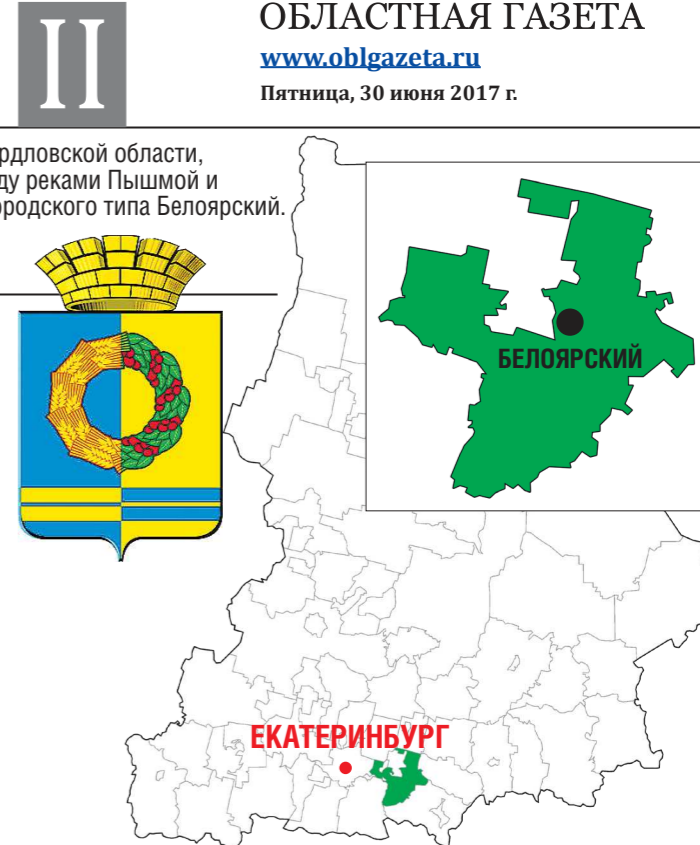 II
ОБЛАСТНАЯ ГАЗЕТА
www.oblgazeta.ru
Пятница, 30 июня 2017 г.
рдловской области,
ду реками Пышмой и
ородского типа Белоярский.
БЕЛОЯРСКИЙ
ЕКАТЕРИНБУРГ